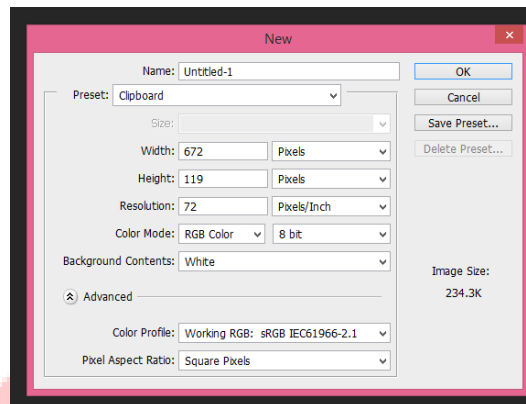 New
Name: Untitled-1
OK
Preset: Clipboard
Cancel
Size:
Save Preset...
Width: 672 Pixels
Delete Preset...
Height: 119 Pixels
Resolution: 72 Pixels/Inch
Color Mode: RGB Color 8 bit
Background Contents: White
Image Size:
234.3K
Advanced
Color Profile: Working RGB: sRGB IEC61966-2.1
Pixel Aspect Ratio: Square Pixels